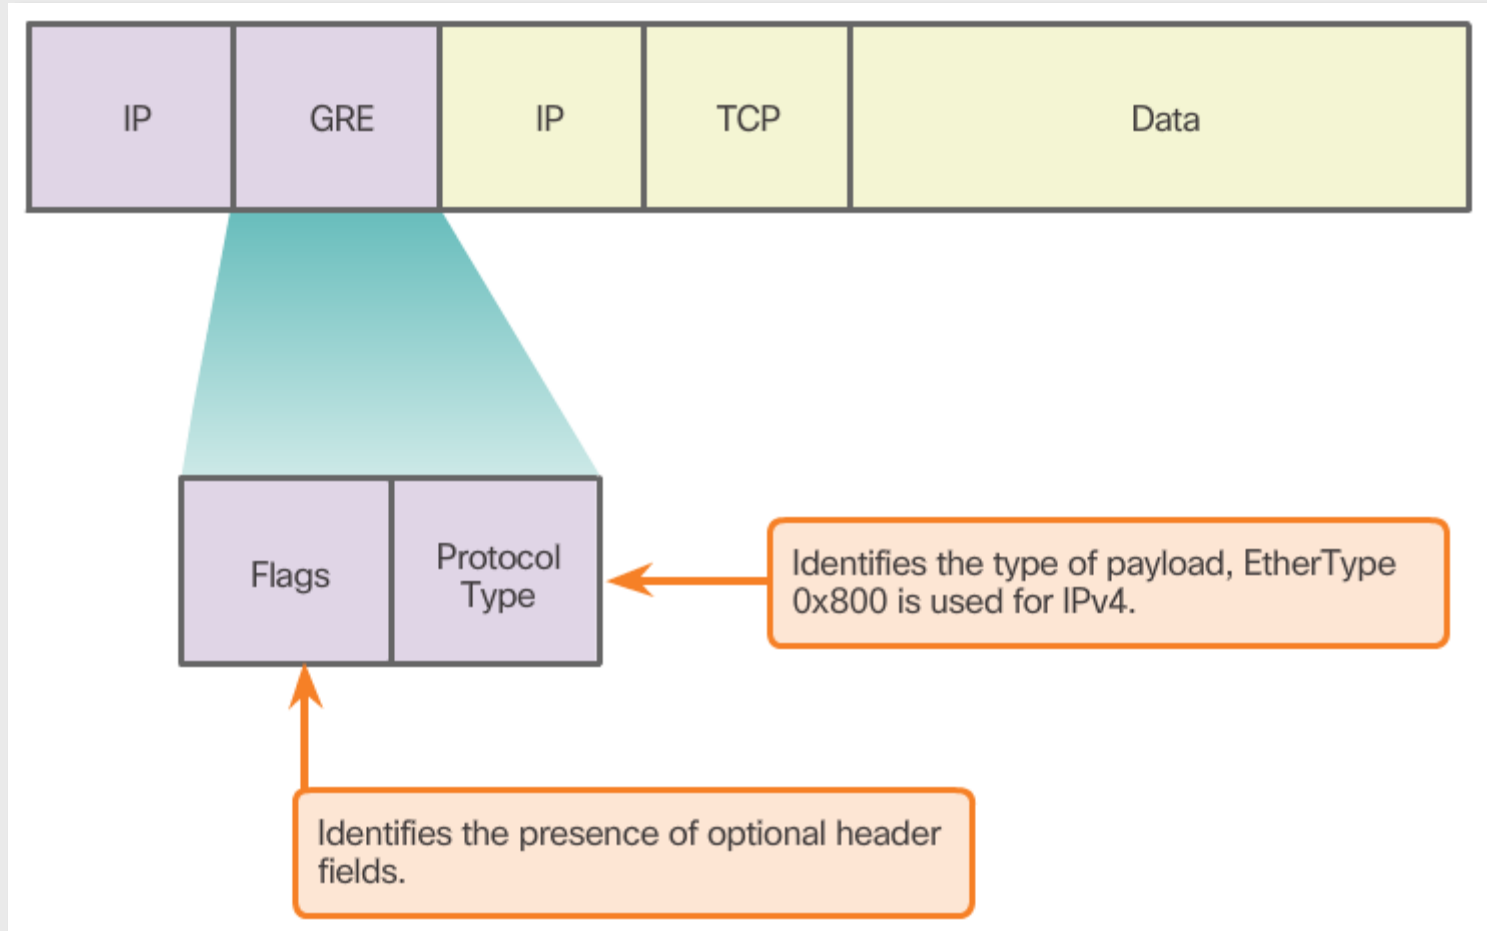 IP
GRE
IP
TCP
Data
Flags
Protocol
Type
Identifies the type of payload, EtherType
0x800 is used for IPv4.
Identifies the presence of optional header
fields.